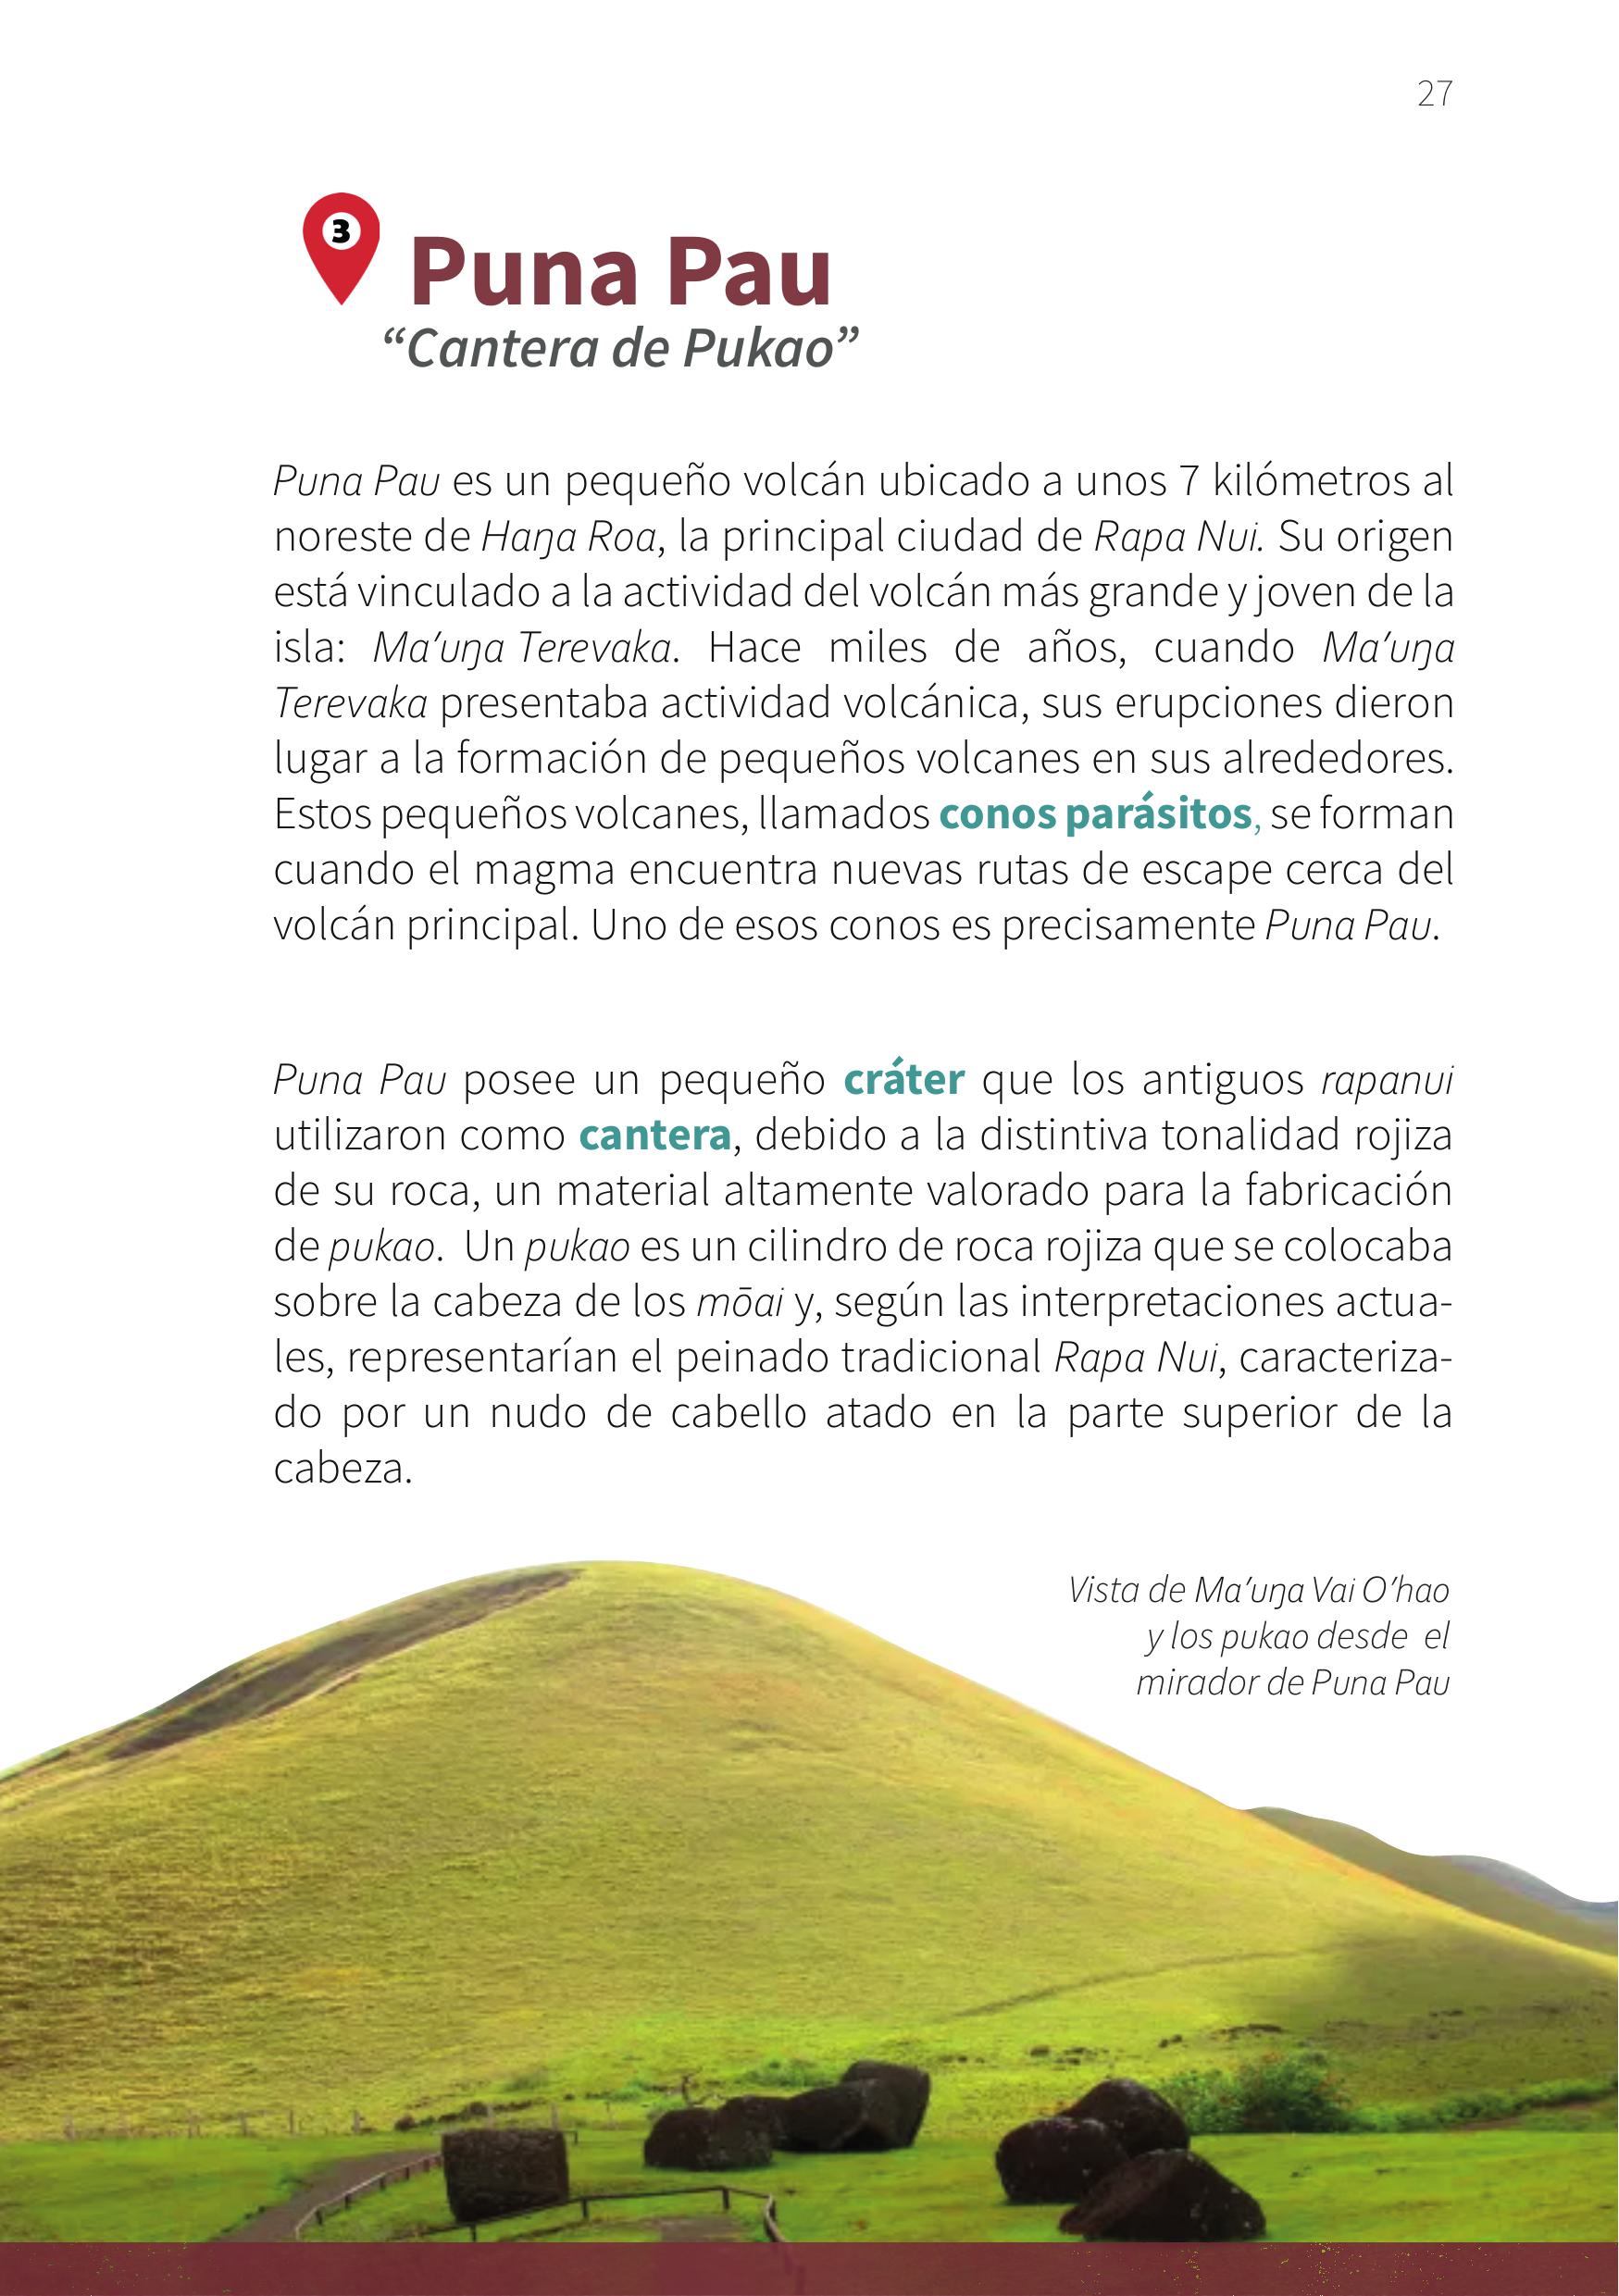 27
3
Puna Pau
“Cantera de Pukao”
Puna Pau es un pequeño volcán ubicado a unos 7 kilómetros al
noreste de Haŋa Roa, la principal ciudad de Rapa Nui. Su origen
está vinculado a la actividad del volcán más grande y joven de la
isla: Ma’uŋa Terevaka. Hace miles de años, cuando Ma’uŋa
Terevaka presentaba actividad volcánica, sus erupciones dieron
lugar a la formación de pequeños volcanes en sus alrededores.
Estos pequeños volcanes, llamados conos parásitos, se forman
cuando el magma encuentra nuevas rutas de escape cerca del
volcán principal. Uno de esos conos es precisamente Puna Pau.
Puna Pau posee un pequeño cráter que los antiguos rapanui
utilizaron como cantera, debido a la distintiva tonalidad rojiza
de su roca, un material altamente valorado para la fabricación
de pukao. Un pukao es un cilindro de roca rojiza que se colocaba
sobre la cabeza de los mōai y, según las interpretaciones actua-
les, representarían el peinado tradicional Rapa Nui, caracteriza-
do por un nudo de cabello atado en la parte superior de la
cabeza.
Vista de Ma’uŋa Vai O’hao
y los pukao desde el
mirador de Puna Pau